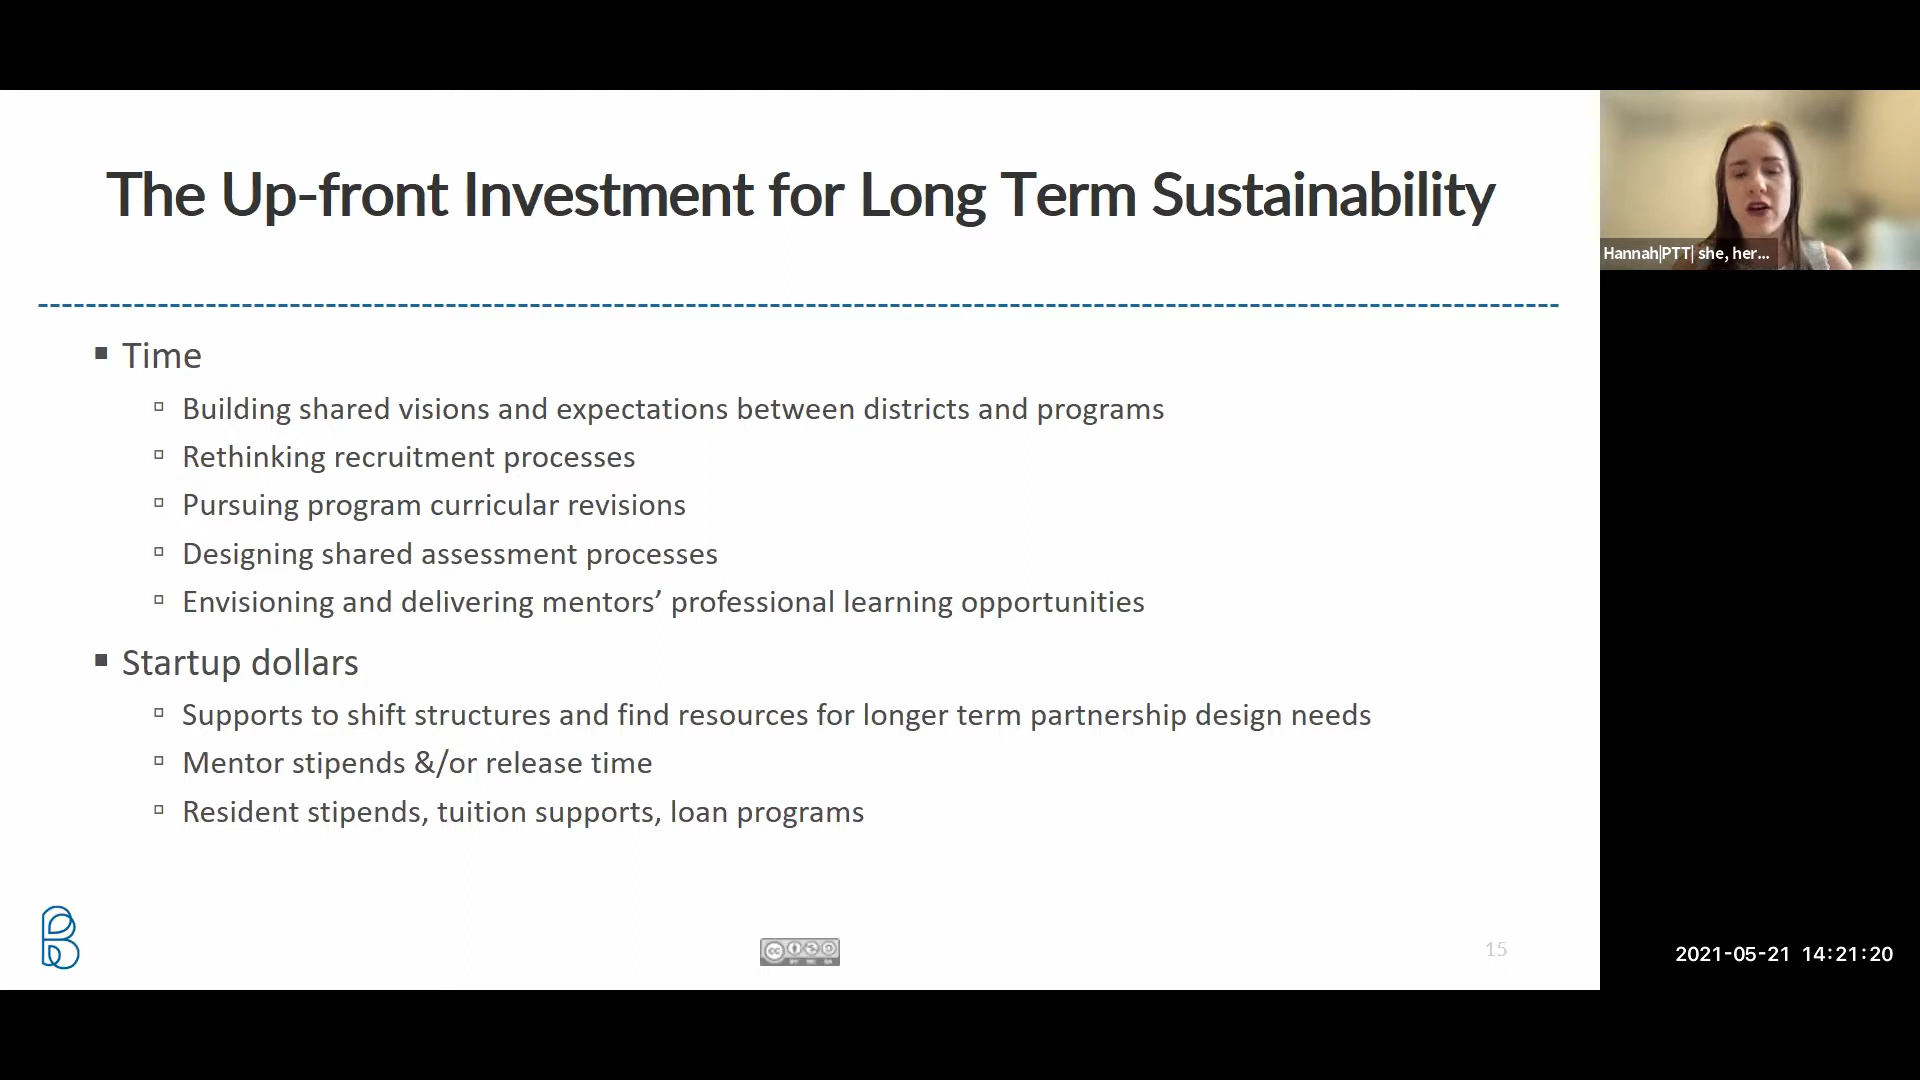 The Up-front Investment for Long Term Sustainability
Hannah|PTT| she, her...
▪ Time
▫ Building shared visions and expectations between districts and programs
▫ Rethinking recruitment processes
▫ Pursuing program curricular revisions
▫ Designing shared assessment processes
▫ Envisioning and delivering mentors’ professional learning opportunities
▪ Startup dollars
▫ Supports to shift structures and find resources for longer term partnership design needs
▫ Mentor stipends &/or release time
▫ Resident stipends, tuition supports, loan programs
cc
15
2021-05-21 14:21:20